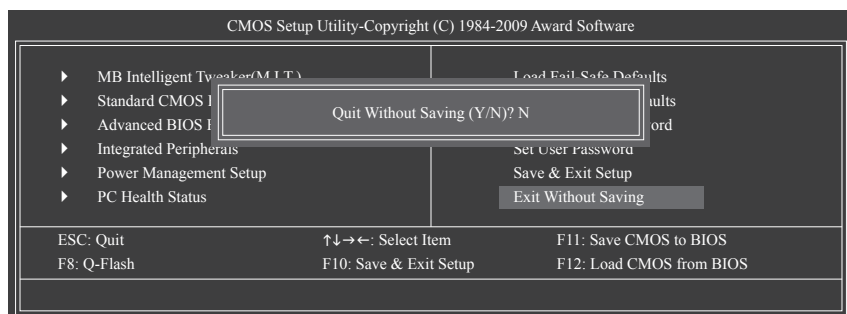 CMOS Setup Utility-Copyright (C) 1984-2009 Award Software
MB Intelligent Tweaker(M.I.T.)
Standard CMOS
Advanced BIOS
Integrated Peripherals
Power Management Setup
PC Health Status
Load Fail-Safe Defaults
Set User Password
Save & Exit Setup
Exit Without Saving
Quit Without Saving (Y/N)? N
ESC: Quit ↑↓→←: Select Item F11: Save CMOS to BIOS
F8: Q-Flash F10: Save & Exit Setup F12: Load CMOS from BIOS